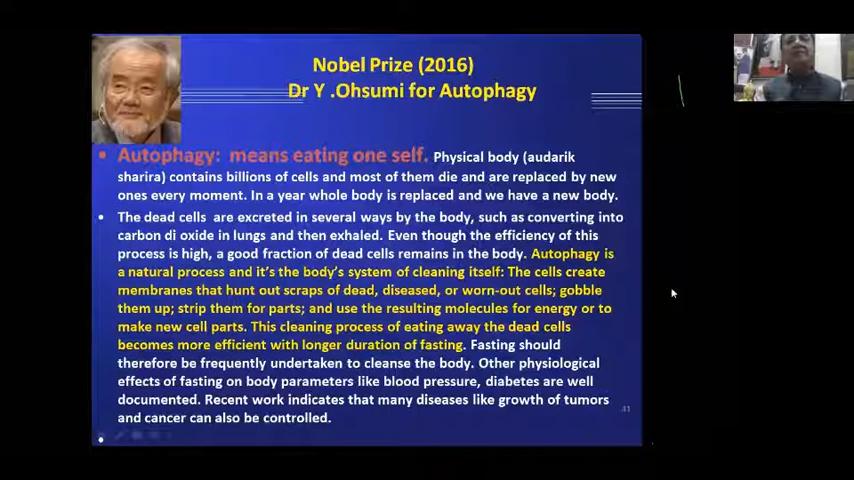 Nobel Prize (2016)
Dr Y .Ohsumi for Autophagy
• Autophagy: means eating one self. Physical body (audarik
sharira) contains billions of cells and most of them die and are replaced by new
ones every moment. In a year whole body is replaced and we have a new body.
• The dead cells are excreted in several ways by the body, such as converting into
carbon di oxide in lungs and then exhaled. Even though the efficiency of this
process is high, a good fraction of dead cells remains in the body. Autophagy is
a natural process and it's the body's system of cleaning itself: The cells create
membranes that hunt out scraps of dead, diseased, or worn-out cells; gobble
them up; strip them for parts; and use the resulting molecules for energy or to
make new cell parts. This cleaning process of eating away the dead cells
becomes more efficient with longer duration of fasting. Fasting should
therefore be frequently undertaken to cleanse the body. Other physiological
effects of fasting on body parameters like blood pressure, diabetes are well
documented. Recent work indicates that many diseases like growth of tumors
and cancer can also be controlled.
41